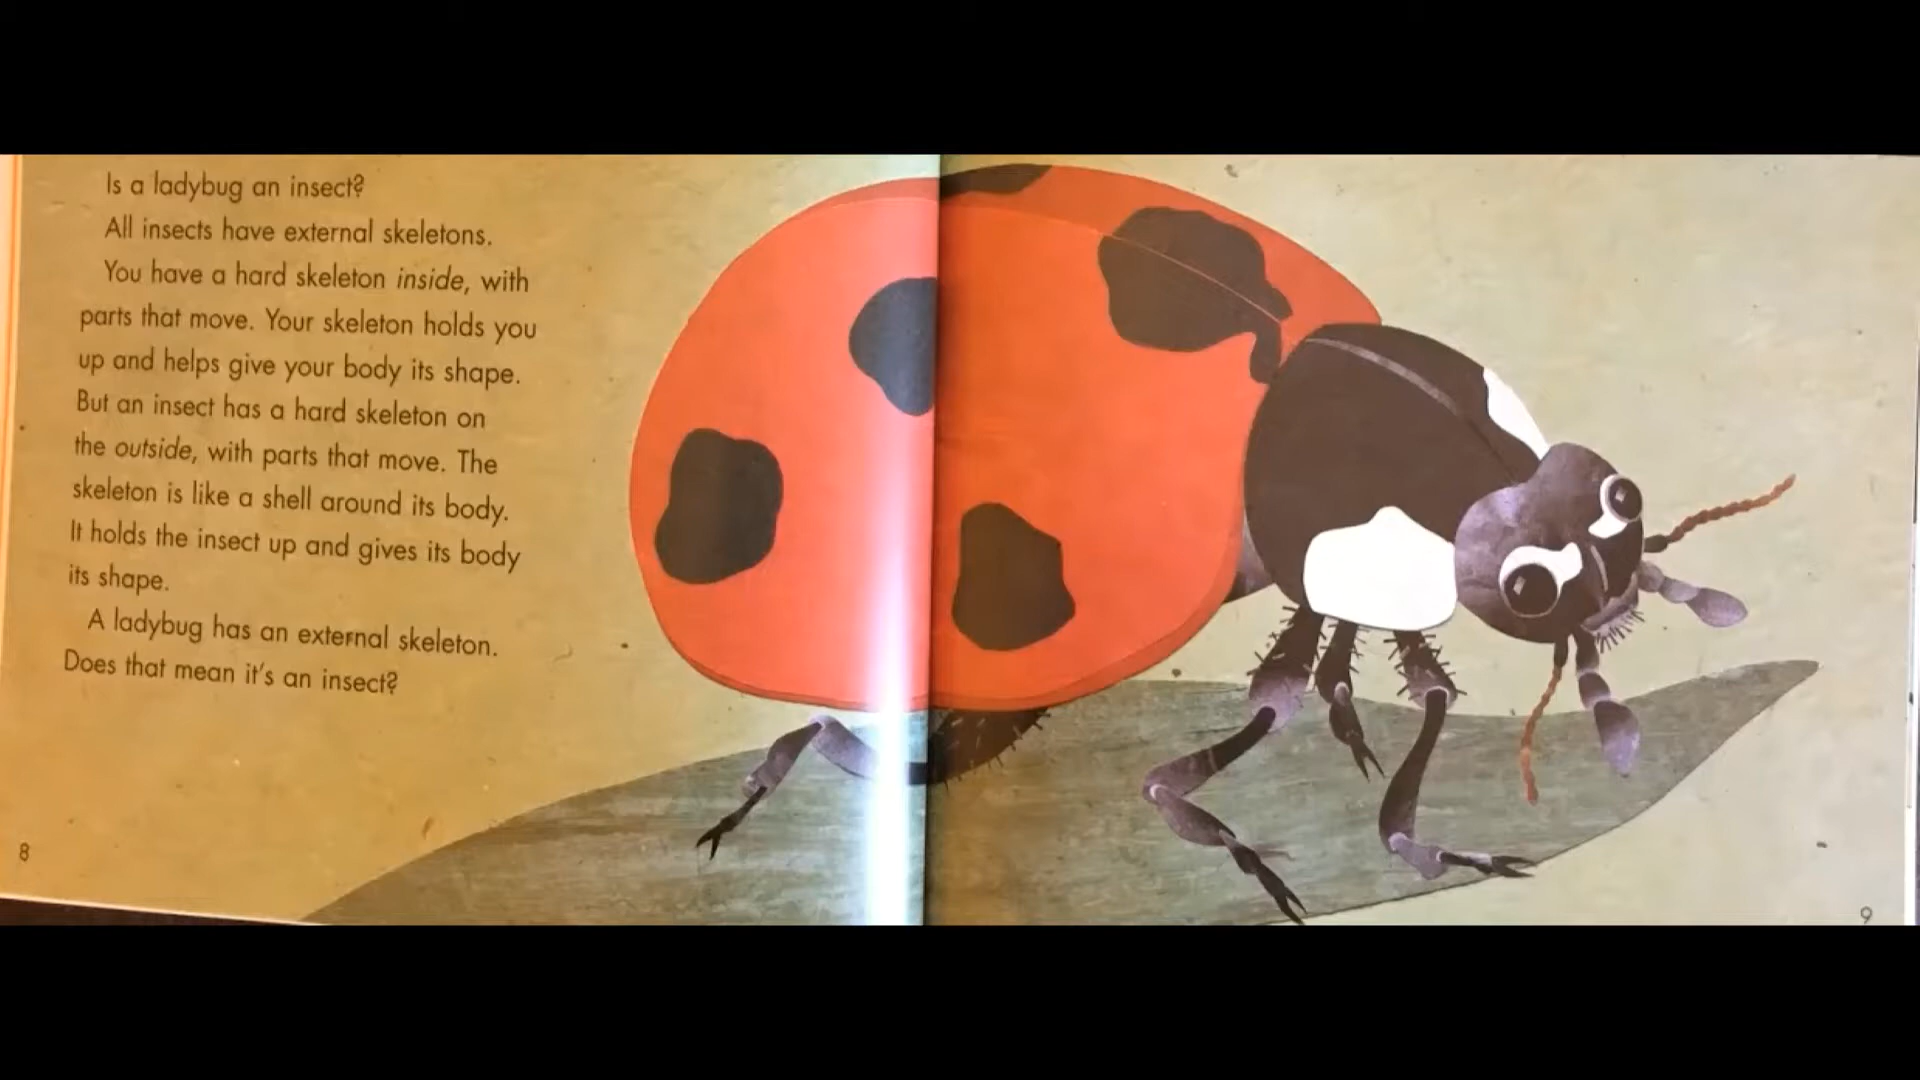 Is a ladybug an insect?
All insects have external skeletons.
You have a hard skeleton inside, with
parts that move. Your skeleton holds you
up and helps give your body its shape.
But an insect has a hard skeleton on
the outside, with parts that move. The
skeleton is like a shell around its body.
It holds the insect up and gives its body
its shape.
A ladybug has an external skeleton.
Does that mean it's an insect?
8
9